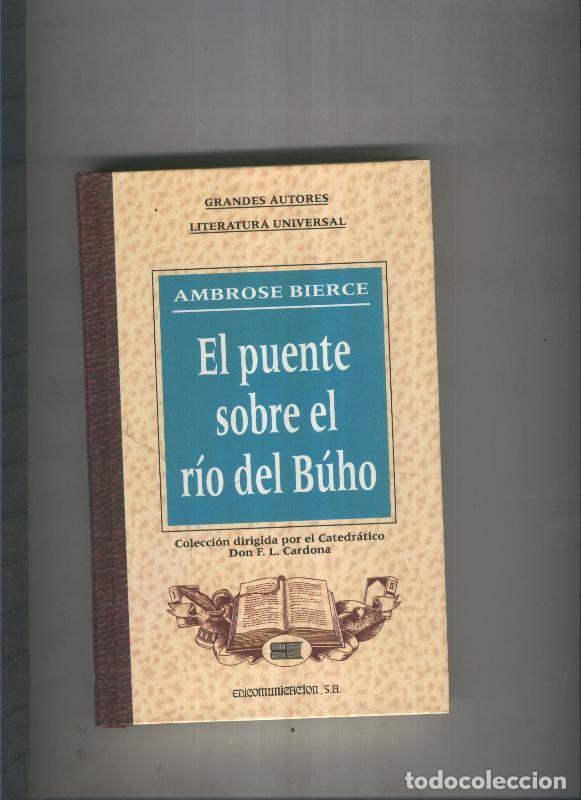 GRANDES AUTORES
LITERATURA UNIVERSAL
AMBROSE BIERCE
El puente
sobre el
río del Búho
Colección dirigida por el Catedrático
Don F. L. Cardona
EDICOMUNICACION, S.A.
todocoleccion